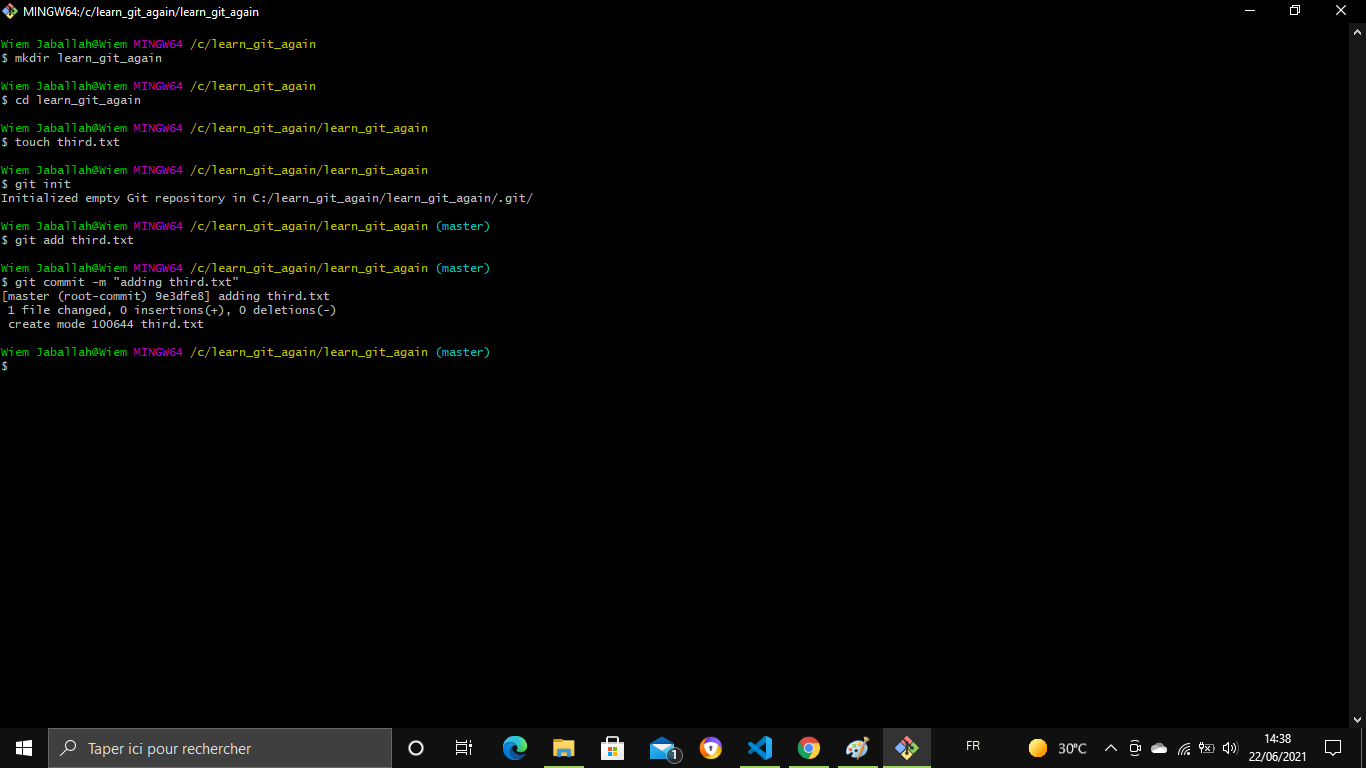 MINGW64:/c/learn_git_again/learn_git_again
Wiem Jaballah@Wiem MINGW64 /c/learn_git_again
$ mkdir learn_git_again
Wiem Jaballah@Wiem MINGW64 /c/learn_git_again
$ cd learn_git_again
Wiem Jaballah@Wiem MINGW64 /c/learn_git_again/learn_git_again
$ touch third.txt
Wiem Jaballah@Wiem MINGW64 /c/learn_git_again/learn_git_again
$ git init
Initialized empty Git repository in C:/learn_git_again/learn_git_again/.git/
Wiem Jaballah@Wiem MINGW64 /c/learn_git_again/learn_git_again (master)
$ git add third.txt
Wiem Jaballah@Wiem MINGW64 /c/learn_git_again/learn_git_again (master)
$ git commit -m "adding third.txt"
[master (root-commit) 9e3dfe8] adding third.txt
 1 file changed, 0 insertions(+), 0 deletions(-)
 create mode 100644 third.txt
Wiem Jaballah@Wiem MINGW64 /c/learn_git_again/learn_git_again (master)
$
Taper ici pour rechercher
1
FR
30°C
14:38
22/06/2021